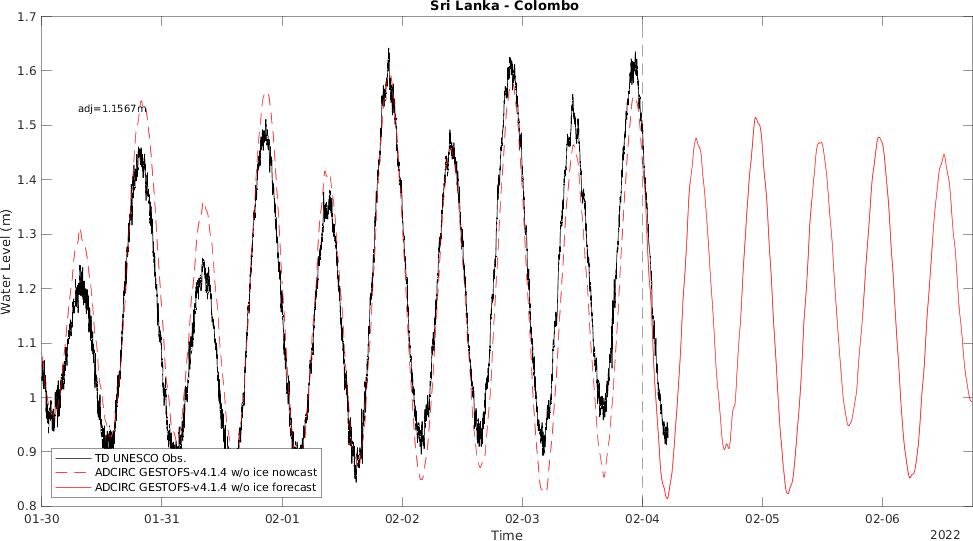 Sri Lanka - Colombo
Water Level (m)
1.7
1.6
1.5
1.4
1.3
1.2
1.1
1
0.9
0.8
adj=1.1567m
TD UNESCO Obs.
ADCIRC GESTOFS-v4.1.4 w/o ice nowcast
ADCIRC GESTOFS-v4.1.4 w/o ice forecast
01-30 01-31 02-01 02-02 02-03 02-04 02-05 02-06
Time
2022